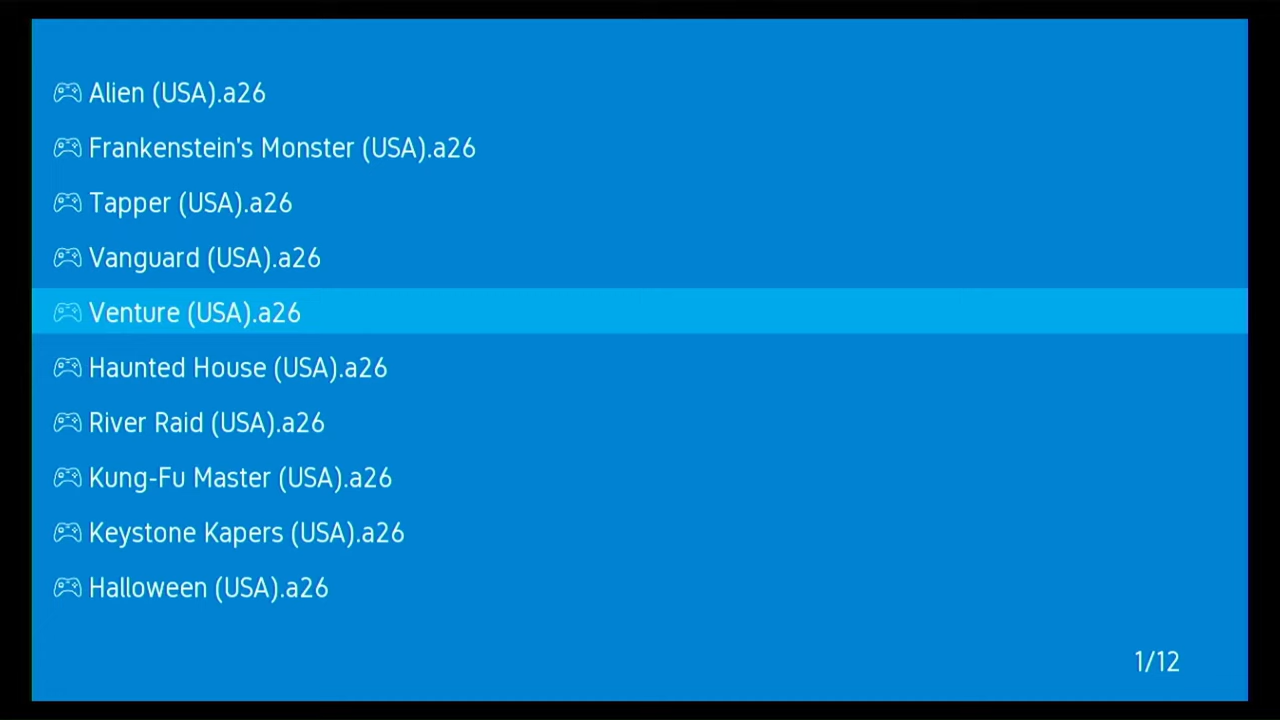 Alien (USA).a26
Frankenstein's Monster (USA).a26
Tapper (USA).a26
Vanguard (USA).a26
Venture (USA).a26
Haunted House (USA).a26
River Raid (USA).a26
Kung-Fu Master (USA).a26
Keystone Kapers (USA).a26
Halloween (USA).a26
1/12